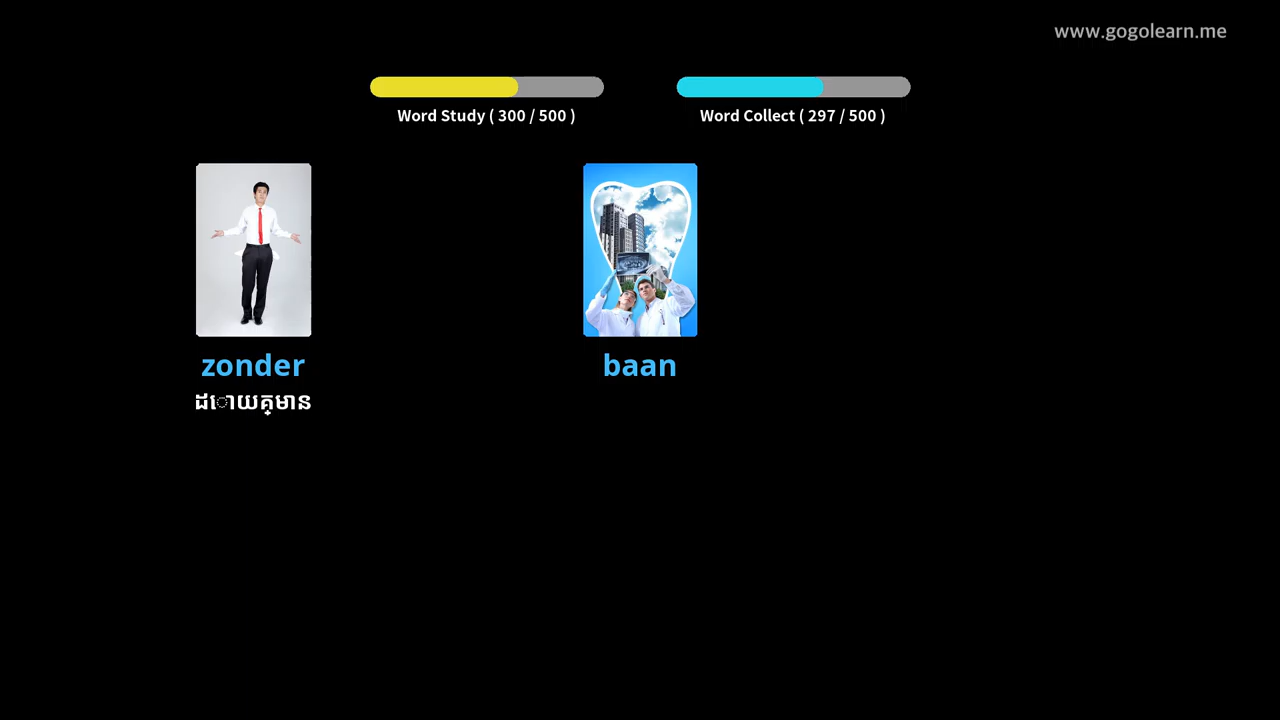 www.gogolearn.me
Word Study ( 300 / 500 )
Word Collect ( 297 / 500 )
zonder
baan
ដោយគ្មាន